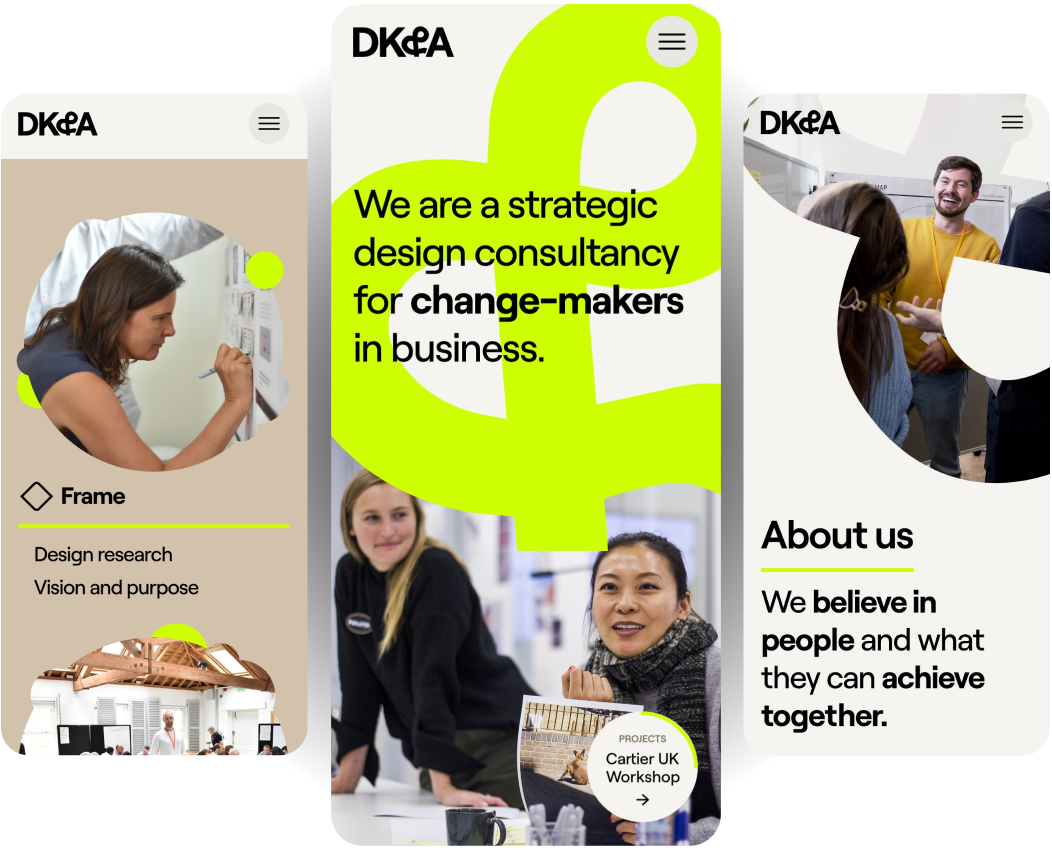 DK&A
Frame
Design research
Vision and purpose
DK&A
We are a strategic
design consultancy
for change-makers
in business.
PROJECTS
Cartier UK
Workshop
DK&A
MAP
About us
We believe in
people and what
they can achieve
together.